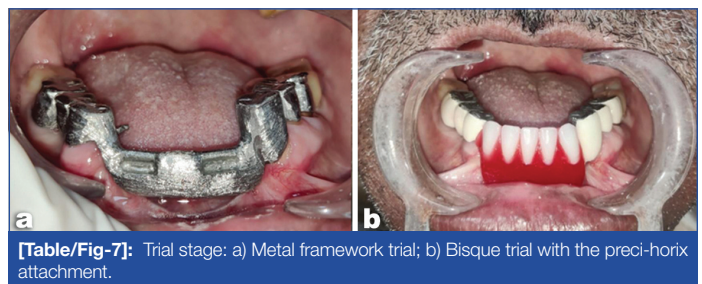 a
b
[Table/Fig-7]: Trial stage: a) Metal framework trial; b) Bisque trial with the preci-horix
attachment.